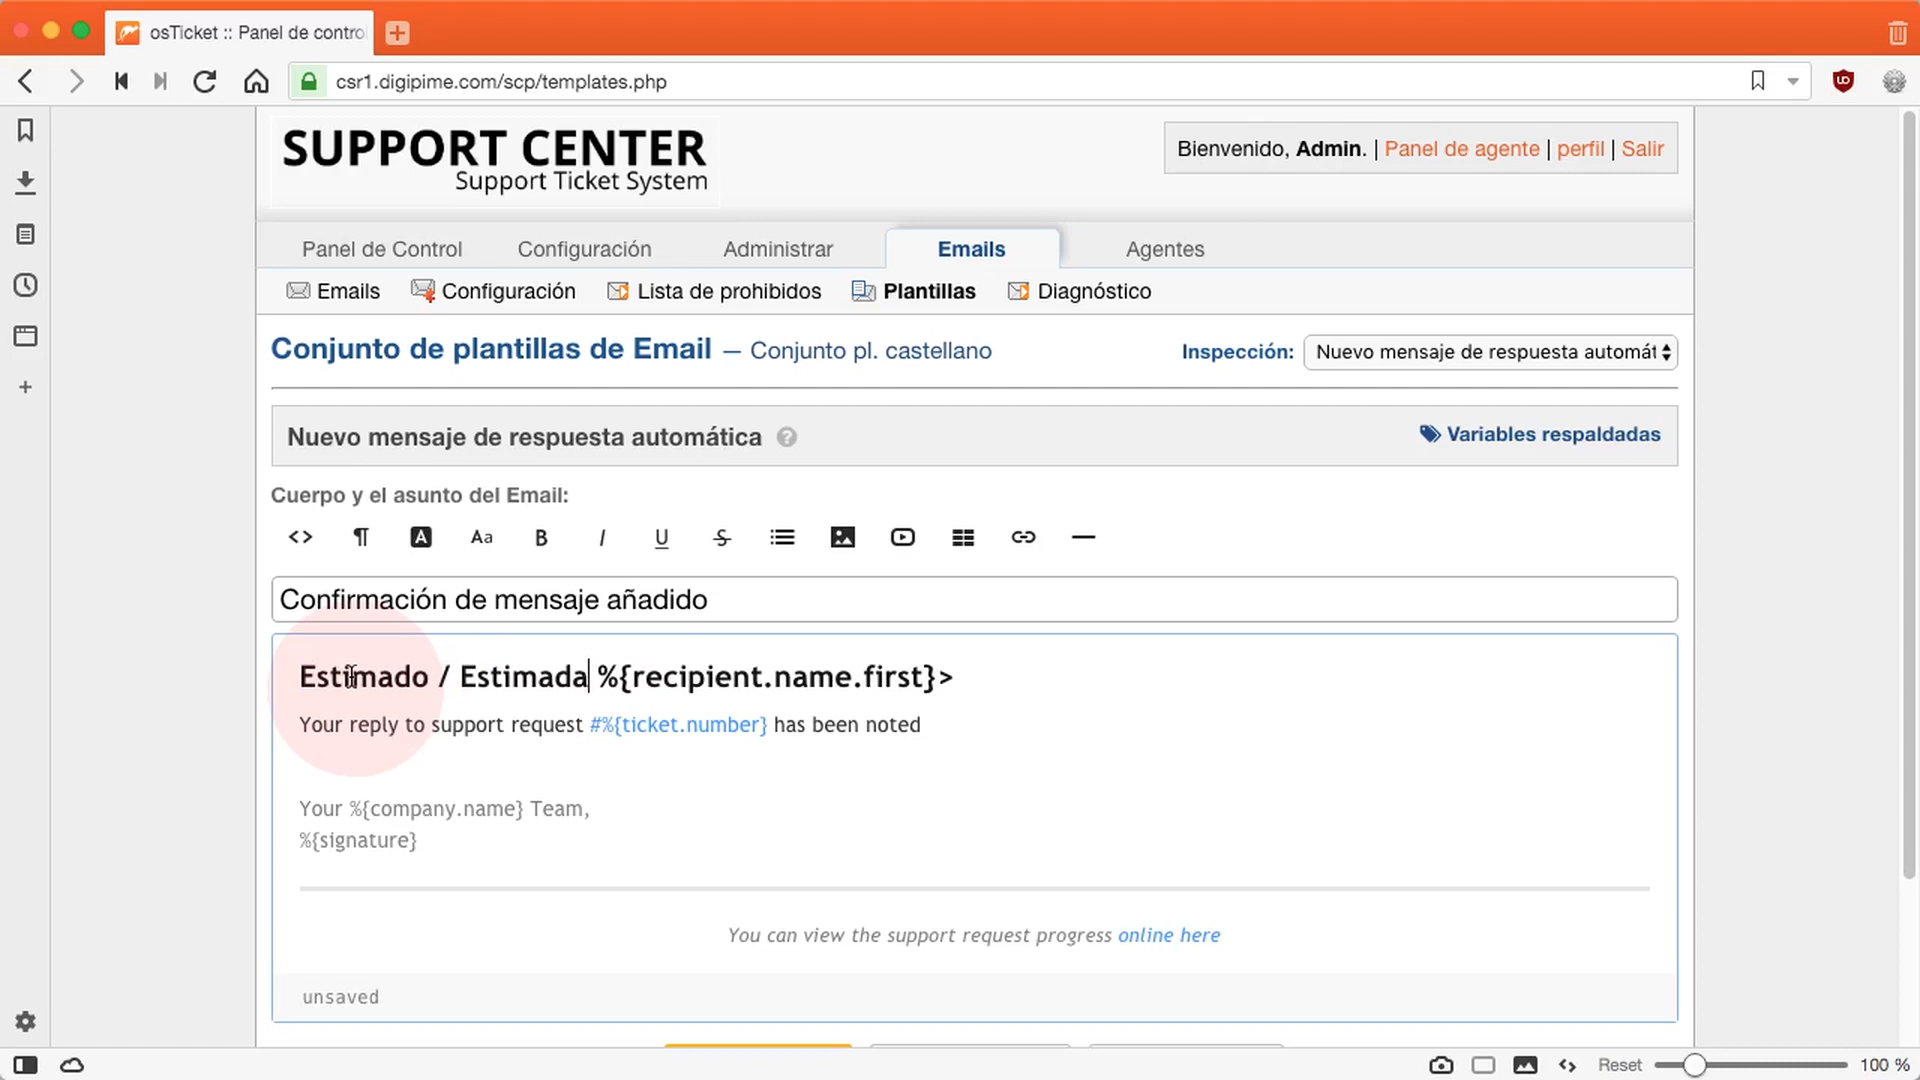 osTicket :: Panel de contro
csr1.digipime.com/scp/templates.php
SUPPORT CENTER
Support Ticket System
Bienvenido, Admin. | Panel de agente | perfil | Salir
Panel de Control Configuración Administrar Emails Agentes
Emails Configuración Lista de prohibidos Plantillas Diagnóstico
Conjunto de plantillas de Email — Conjunto pl. castellano
Inspección: Nuevo mensaje de respuesta automát
Nuevo mensaje de respuesta automática ?
Variables respaldadas
Cuerpo y el asunto del Email:
<> ¶ A Aa B I U S
Confirmación de mensaje añadido
Estimado / Estimada %{recipient.name.first}>
Your reply to support request #%{ticket.number} has been noted
Your %{company.name} Team,
%{signature}
You can view the support request progress online here
unsaved
Reset 100 %